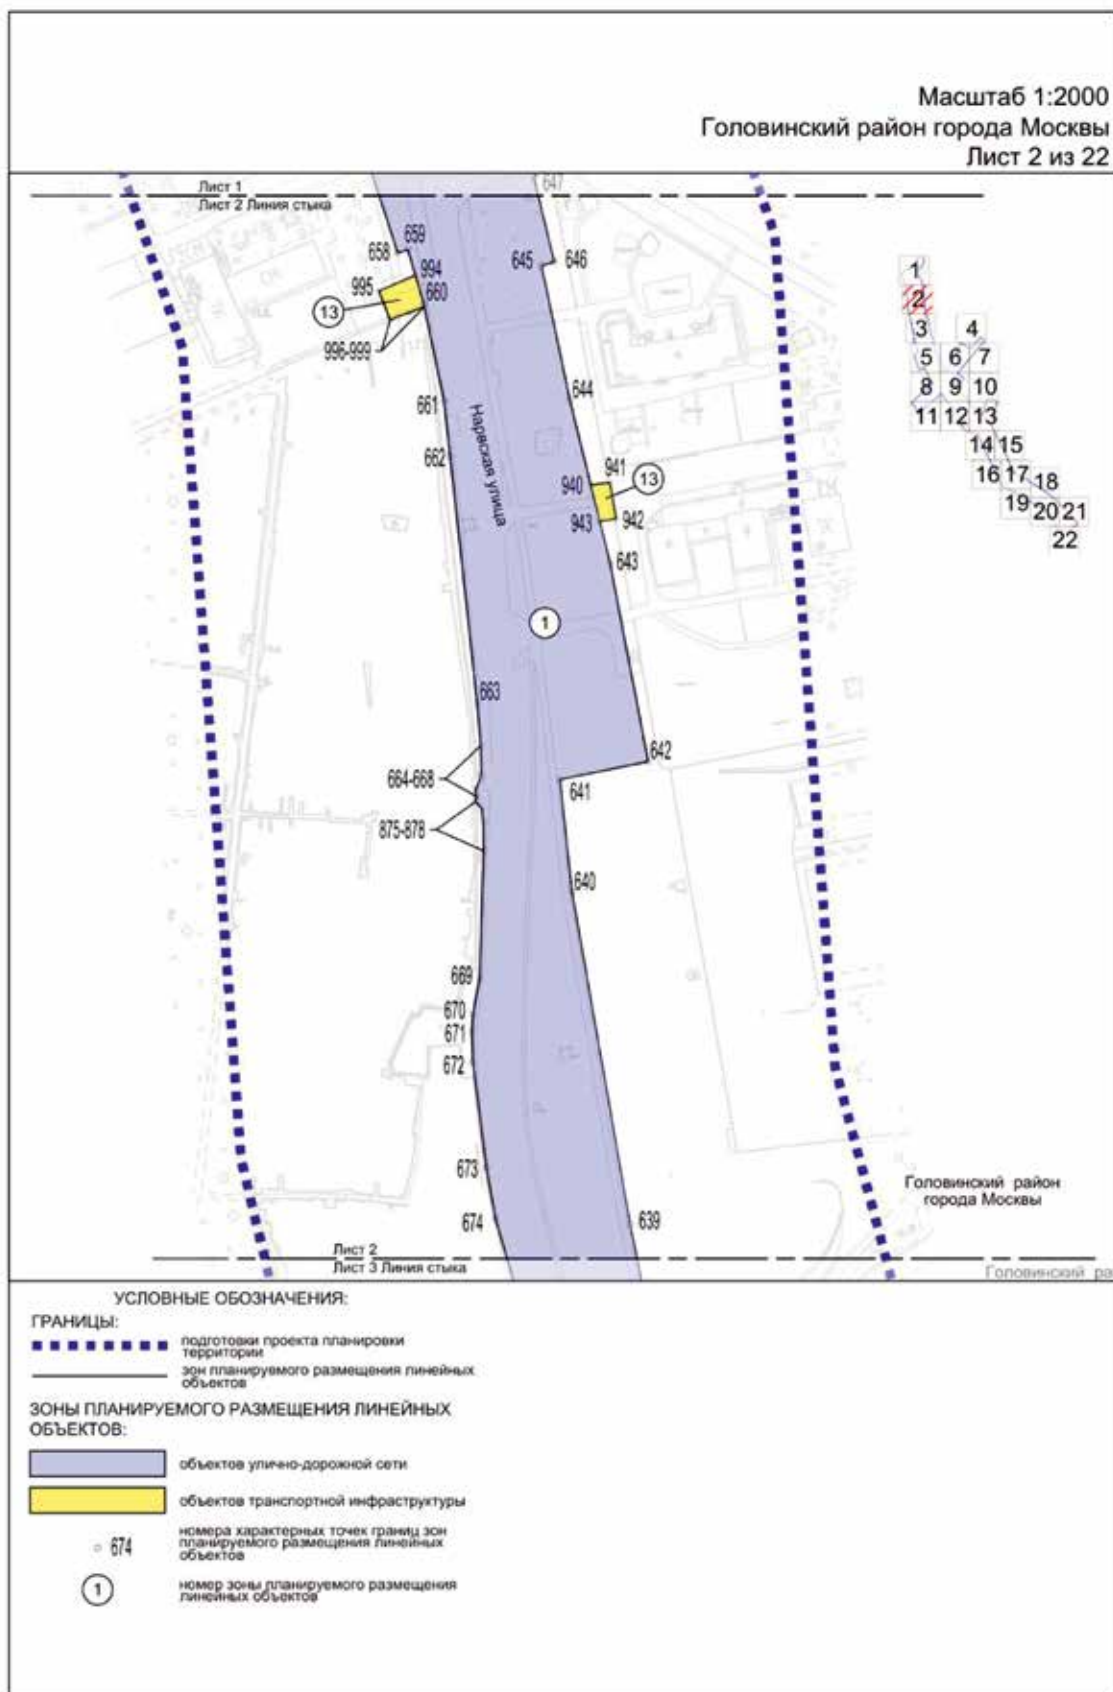 Масштаб 1:2000
Головинский район города Москвы
Лист 2 из 22
Лист 1
Лист 2 Линия стыка
647
659
658
646
645
994
995
660
13
996-999
1
2
3
4
5
6
7
8
9
10
11
12
13
14
15
16
17
18
19
20
21
22
644
661
Нарвская улица
662
941
940
13
943
942
643
1
663
642
664-668
641
875-878
640
669
670
671
672
673
674
639
Головинский район
города Москвы
Лист 2
Лист 3 Линия стыка
Головинский ра
УСЛОВНЫЕ ОБОЗНАЧЕНИЯ:
ГРАНИЦЫ:
подготовки проекта планировки
территории
зон планируемого размещения линейных
объектов
ЗОНЫ ПЛАНИРУЕМОГО РАЗМЕЩЕНИЯ ЛИНЕЙНЫХ
ОБЪЕКТОВ:
объектов улично-дорожной сети
объектов транспортной инфраструктуры
674
номера характерных точек границ зон
планируемого размещения линейных
объектов
1
номер зоны планируемого размещения
линейных объектов